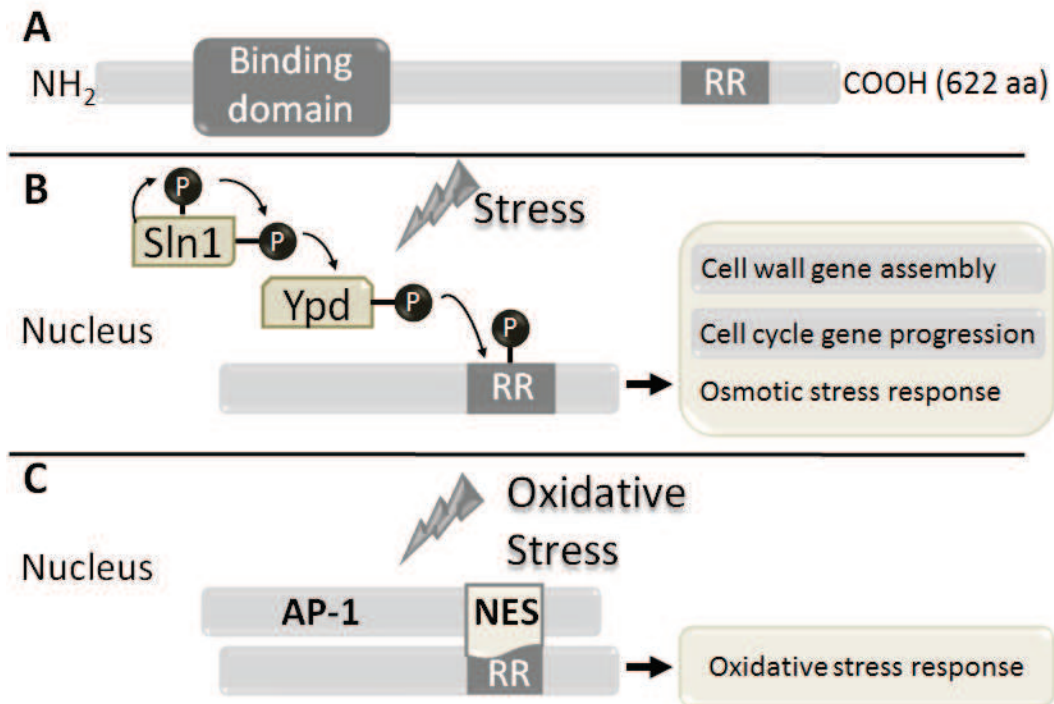 A
NH2
Binding
domain
RR
COOH (622 aa)
B
P
Stress
Sln1
P
Cell wall gene assembly
Ypd
P
P
Nucleus
Cell cycle gene progression
RR
Osmotic stress response
C
Oxidative
Stress
Nucleus
AP-1
NES
RR
Oxidative stress response